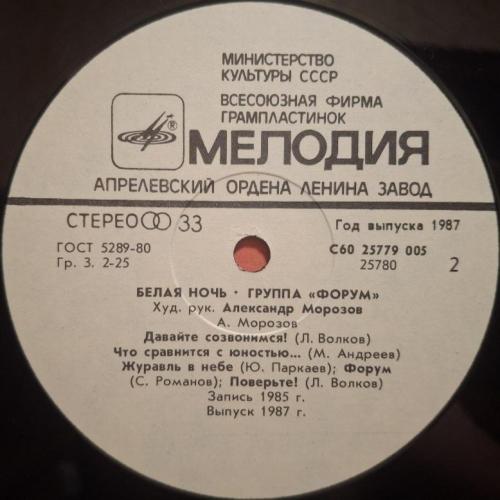 МИНИСТЕРСТВО
КУЛЬТУРЫ СССР
ВСЕСОЮЗНАЯ ФИРМА
ГРАМПЛАСТИНОК
®
МЕЛОДИЯ
АПРЕЛЕВСКИЙ ОРДЕНА ЛЕНИНА ЗАВОД
СТЕРЕО 33
Год выпуска 1987
ГОСТ 5289-80
С60 25779 005
Гр. 3. 2-25
25780
2
БЕЛАЯ НОЧЬ · ГРУППА «ФОРУМ»
Худ. рук. Александр Морозов
А. Морозов
Давайте созвонимся! (Л. Волков)
Что сравнится с юностью... (М. Андреев)
Журавль в небе (Ю. Паркаев); Форум
(С. Романов); Поверьте! (Л. Волков)
Запись 1985 г.
Выпуск 1987 г.